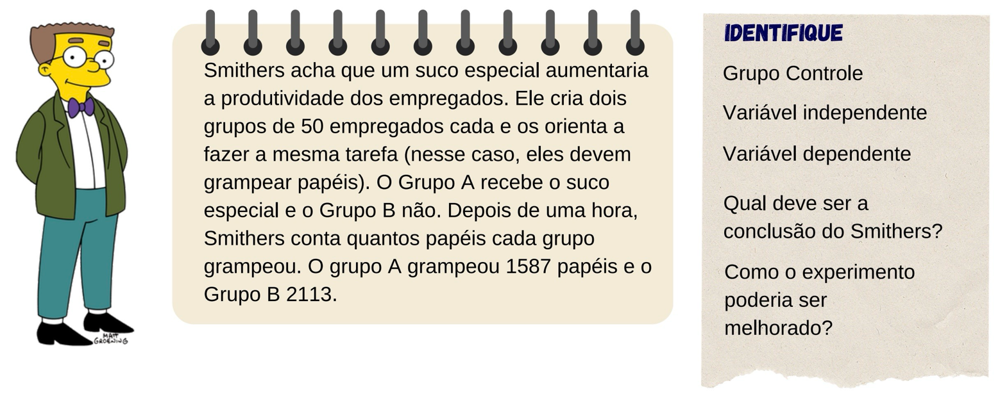 Smithers acha que um suco especial aumentaria
a produtividade dos empregados. Ele cria dois
grupos de 50 empregados cada e os orienta a
fazer a mesma tarefa (nesse caso, eles devem
grampear papéis). O Grupo A recebe o suco
especial e o Grupo B não. Depois de uma hora,
Smithers conta quantos papéis cada grupo
grampeou. O grupo A grampeou 1587 papéis e o
Grupo B 2113.
MATT
GROENING
IDENTIFIQUE
Grupo Controle
Variável independente
Variável dependente
Qual deve ser a
conclusão do Smithers?
Como o experimento
poderia ser
melhorado?